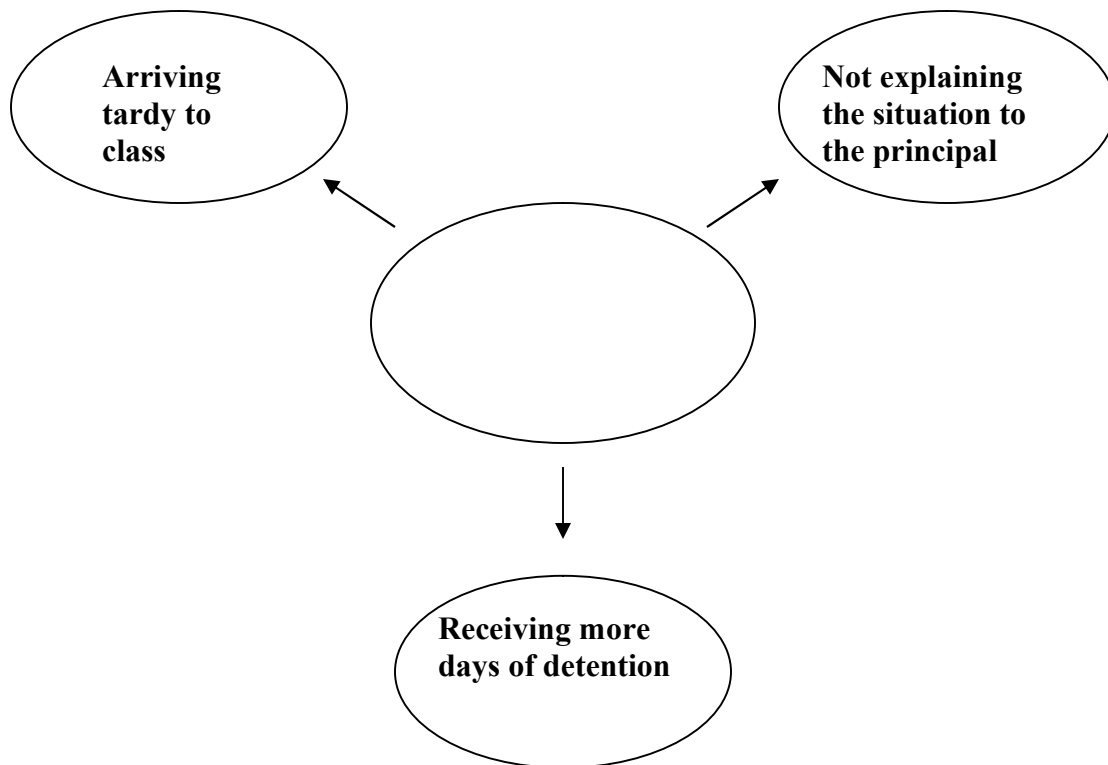 Arriving
tardy to
class
Not explaining
the situation to
the principal
Receiving more
days of detention